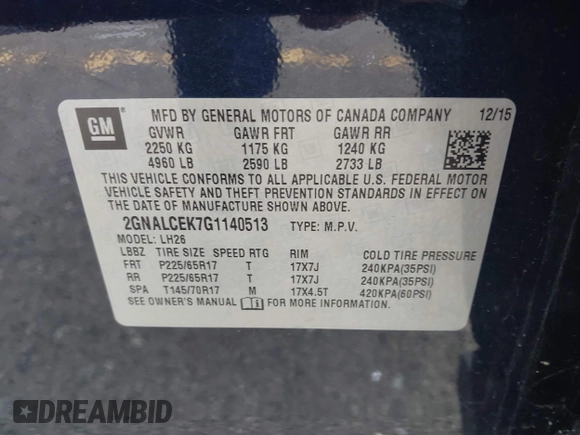 GM
MFD BY GENERAL MOTORS OF CANADA COMPANY 12/15
GVWR GAWR FRT GAWR RR
2250 KG 1175 KG 1240 KG
4960 LB 2590 LB 2733 LB
THIS VEHICLE CONFORMS TO ALL APPLICABLE U.S. FEDERAL MOTOR
VEHICLE SAFETY AND THEFT PREVENTION STANDARDS IN EFFECT ON
THE DATE OF MANUFACTURE SHOWN ABOVE.
2GNALCEK7G1140513 TYPE: M.P.V.
MODEL: LH26
LBBZ TIRE SIZE SPEED RTG RIM COLD TIRE PRESSURE
FRT P225/65R17 T 17X7J 240KPA(35PSI)
RR P225/65R17 T 17X7J 240KPA(35PSI)
SPA T145/70R17 M 17X4.5T 420KPA(60PSI)
SEE OWNER'S MANUAL FOR MORE INFORMATION.
DREAMBID